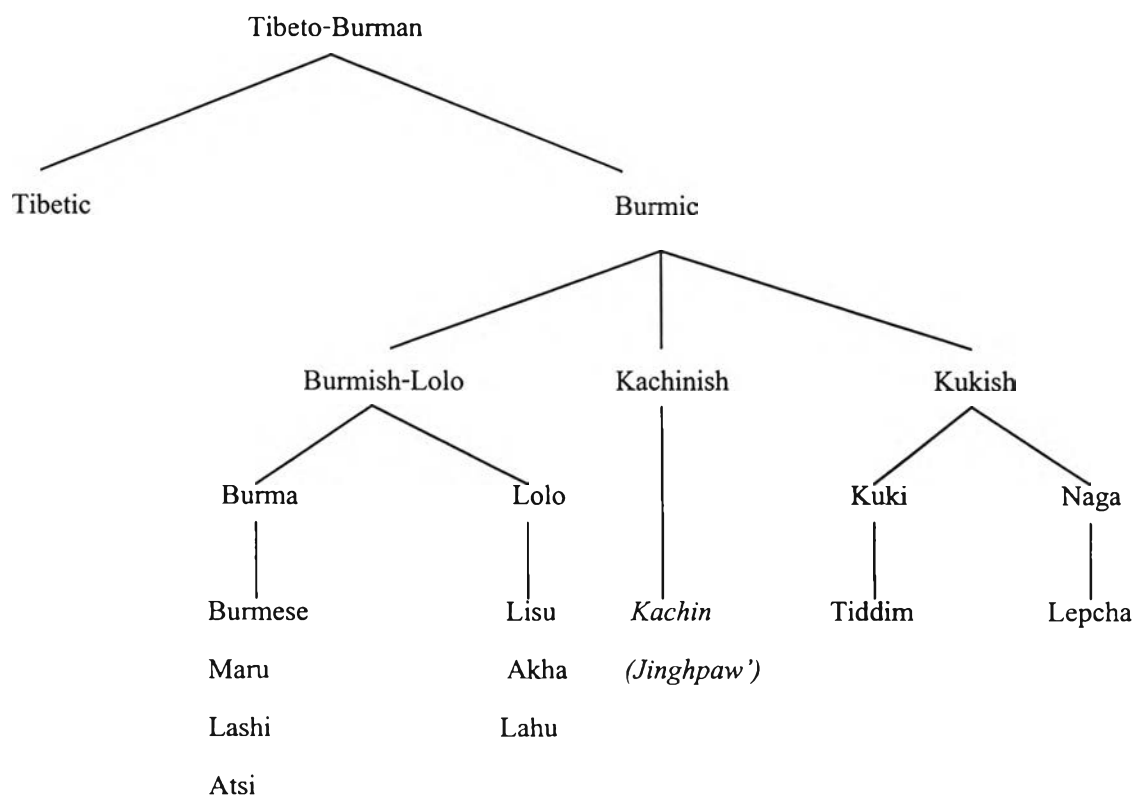 Tibeto-Burman
Tibetic Burmic
Burmish-Lolo Kachinish Kukish
Burma Lolo Kuki Naga
Burmese Lisu Kachin Tiddim Lepcha
Maru Akha (Jinghpaw')
Lashi Lahu
Atsi